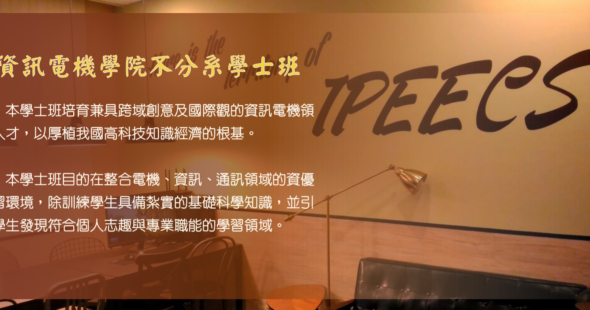 資訊電機學院不分系學士班
This is the
Territory of
IPEECS
本學士班培育兼具跨域創意及國際觀的資訊電機領
人才，以厚植我國高科技知識經濟的根基。
本學士班目的在整合電機、資訊、通訊領域的資優
習環境，除訓練學生具備紮實的基礎科學知識，並引
學生發現符合個人志趣與專業職能的學習領域。